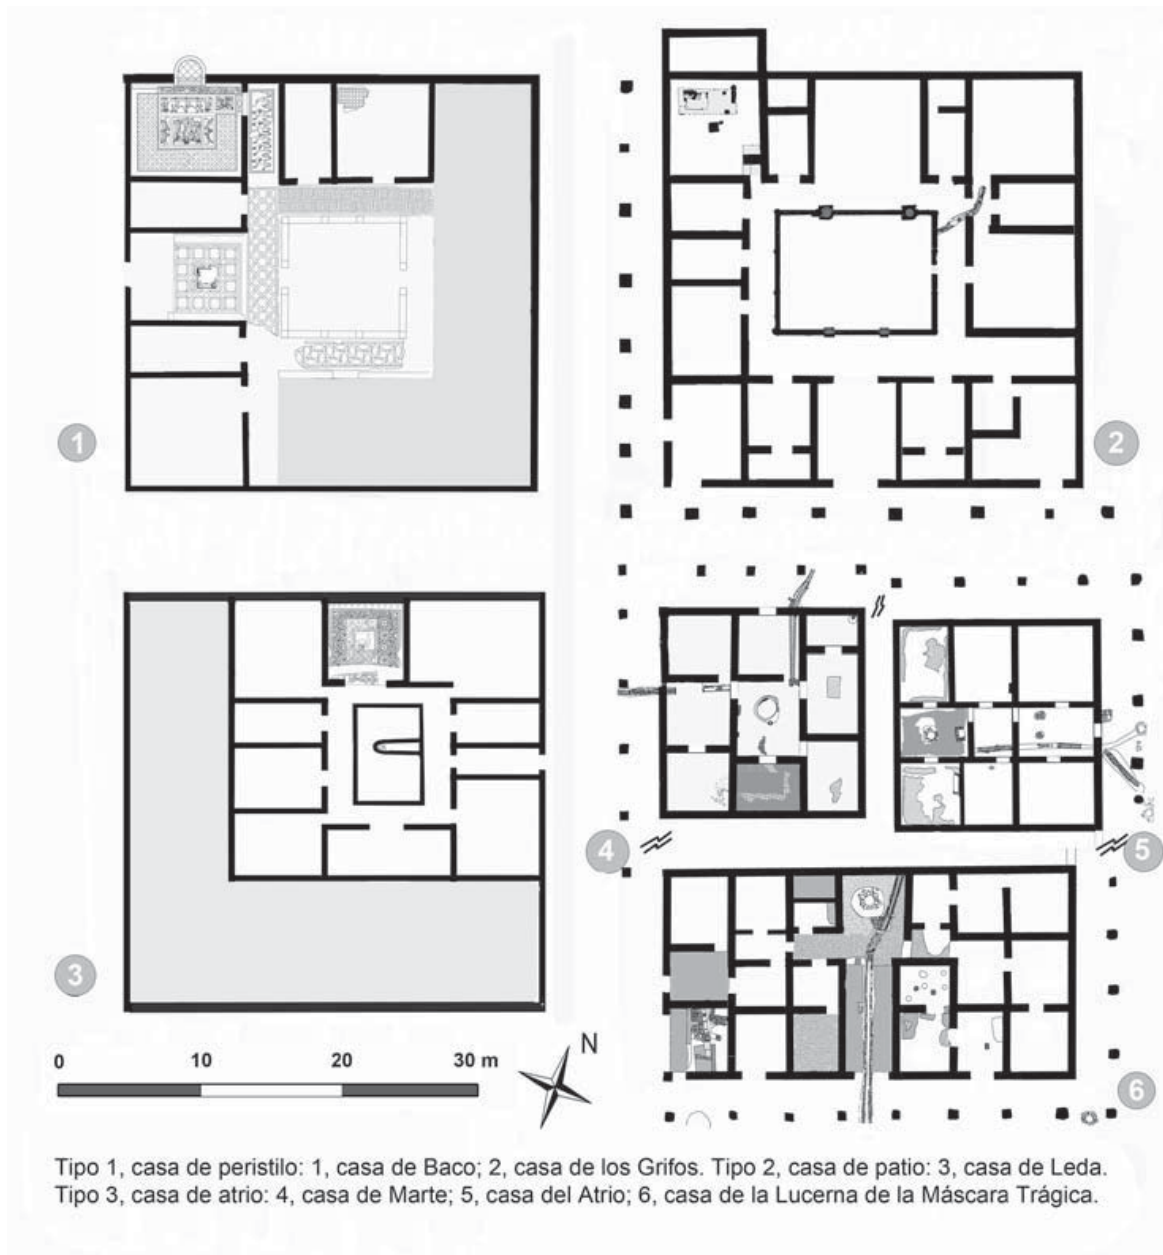 1
2
3
4
5
6
0 10 20 30 m
N
Tipo 1, casa de peristilo: 1, casa de Baco; 2, casa de los Grifos. Tipo 2, casa de patio: 3, casa de Leda.
Tipo 3, casa de atrio: 4, casa de Marte; 5, casa del Atrio; 6, casa de la Lucerna de la Máscara Trágica.